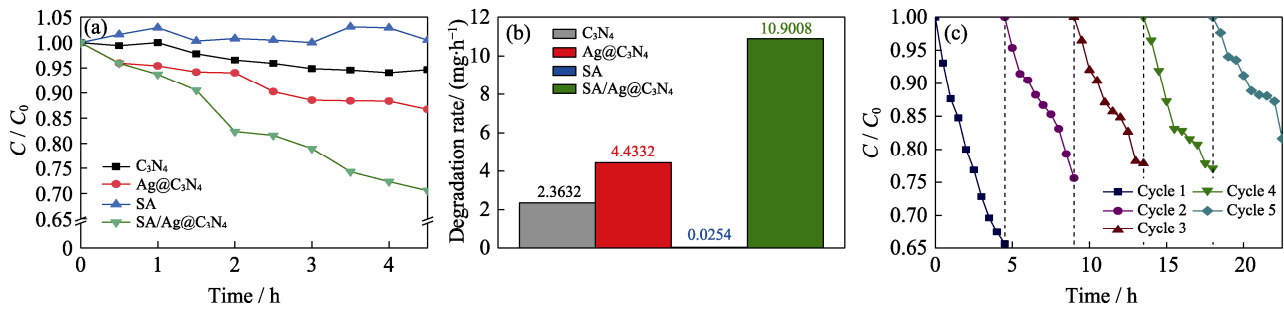 (a)
C / C₀
1.05
1.00
0.95
0.90
0.85
0.80
0.75
0.70
0.65
0
C₃N₄
Ag@C₃N₄
SA
SA/Ag@C₃N₄
0 1 2 3 4
Time / h
(b)
Degradation rate/ (mg·h⁻¹)
12
10
8
6
4
2
0
C₃N₄
Ag@C₃N₄
SA
SA/Ag@C₃N₄
2.3632
4.4332
0.0254
10.9008
(c)
C / C₀
1.00
0.95
0.90
0.85
0.80
0.75
0.70
0.65
Cycle 1
Cycle 2
Cycle 3
Cycle 4
Cycle 5
0 5 10 15 20
Time / h